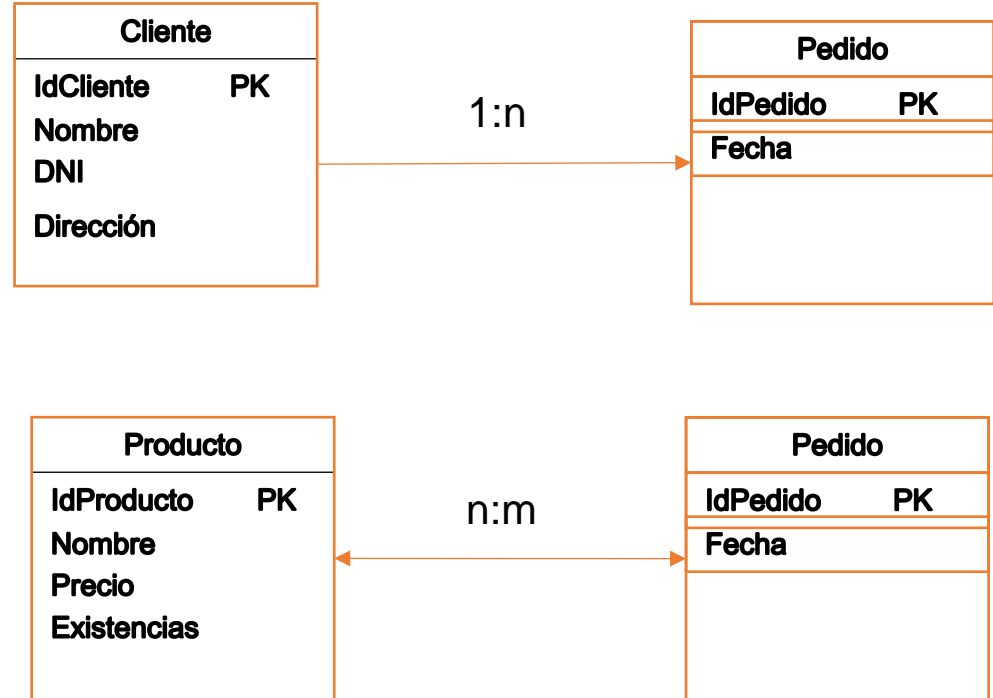 Cliente
IdCliente PK
Nombre
DNI
Dirección
1:n
Pedido
IdPedido PK
Fecha
Producto
IdProducto PK
Nombre
Precio
Existencias
n:m
Pedido
IdPedido PK
Fecha